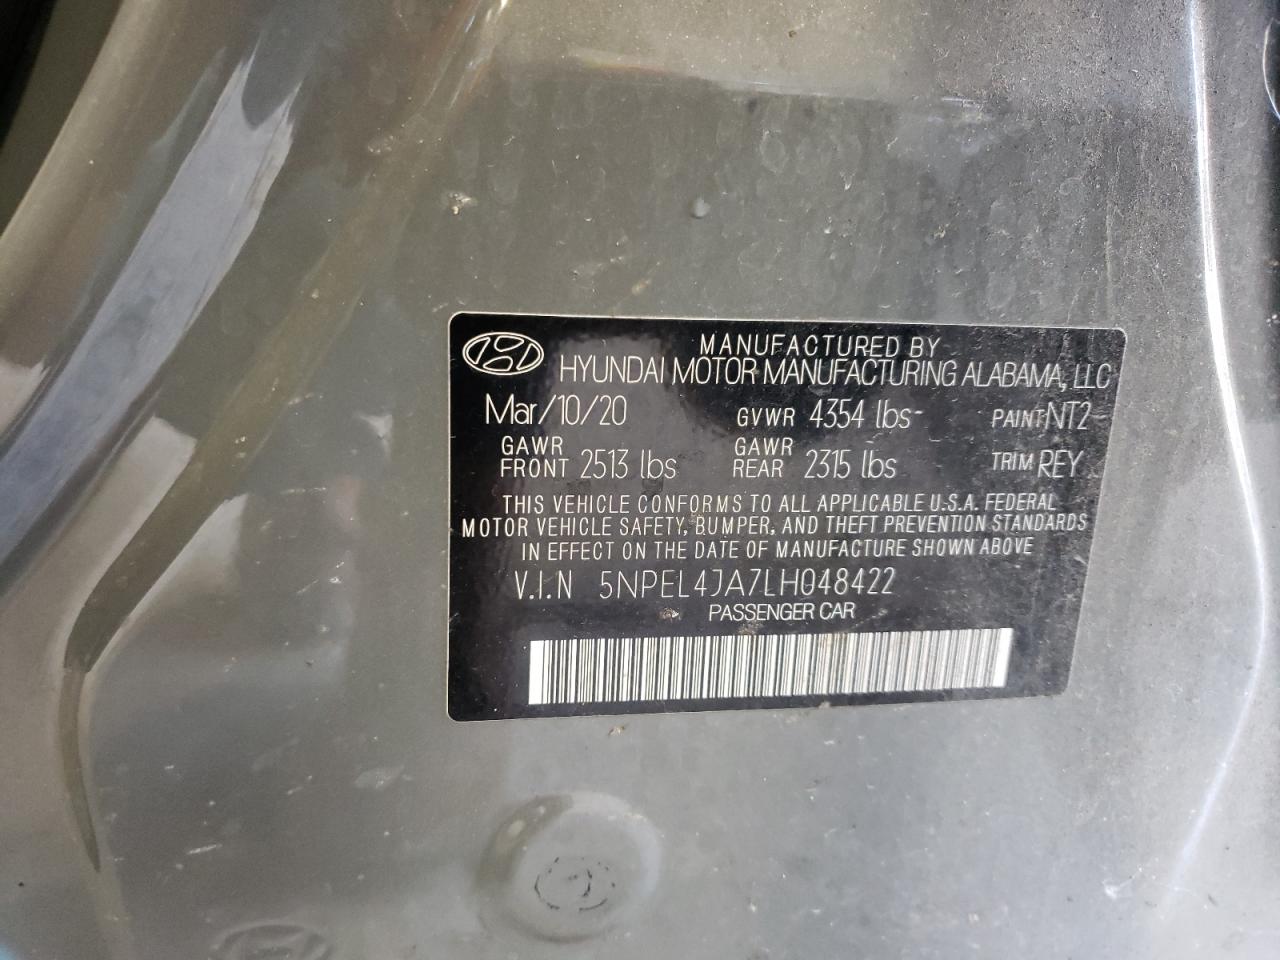 MANUFACTURED BY
HYUNDAI MOTOR MANUFACTURING ALABAMA, LLC
Mar/10/20 GVWR 4354 lbs PAINT NT2
GAWR FRONT 2513 lbs GAWR REAR 2315 lbs TRIM REY
THIS VEHICLE CONFORMS TO ALL APPLICABLE U.S.A. FEDERAL
MOTOR VEHICLE SAFETY, BUMPER, AND THEFT PREVENTION STANDARDS
IN EFFECT ON THE DATE OF MANUFACTURE SHOWN ABOVE
V.I.N 5NPEL4JA7LH048422
PASSENGER CAR